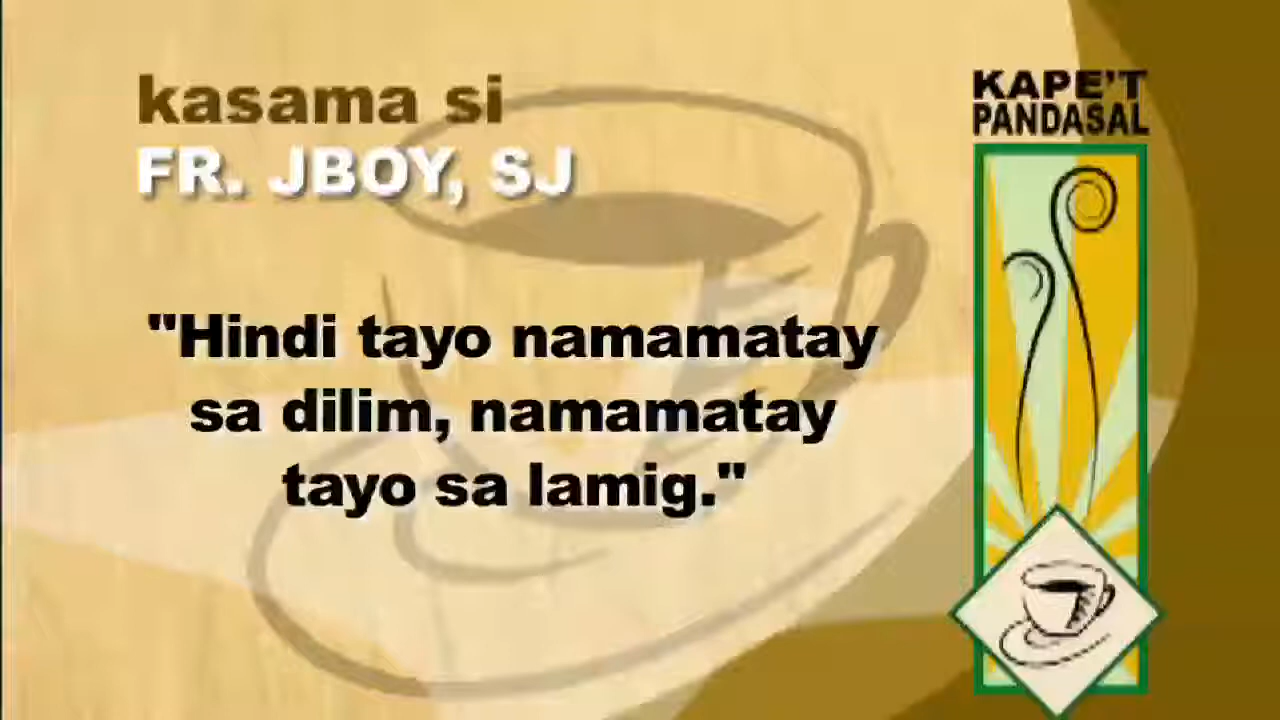 kasama si
FR. JBOY, SJ
"Hindi tayo namamatay
sa dilim, namamatay
tayo sa lamig."
KAPE'T
PANDASAL